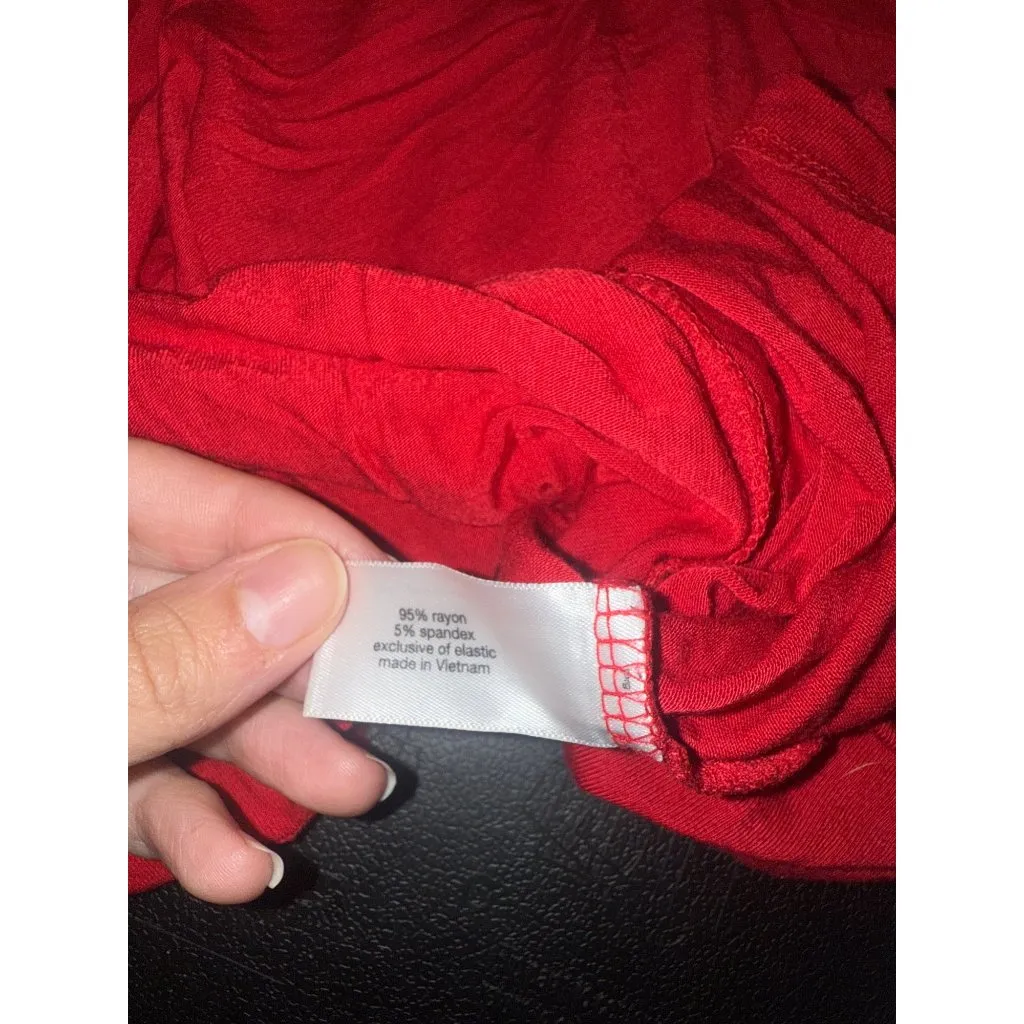 95% rayon
5% spandex
exclusive of elastic
made in Vietnam